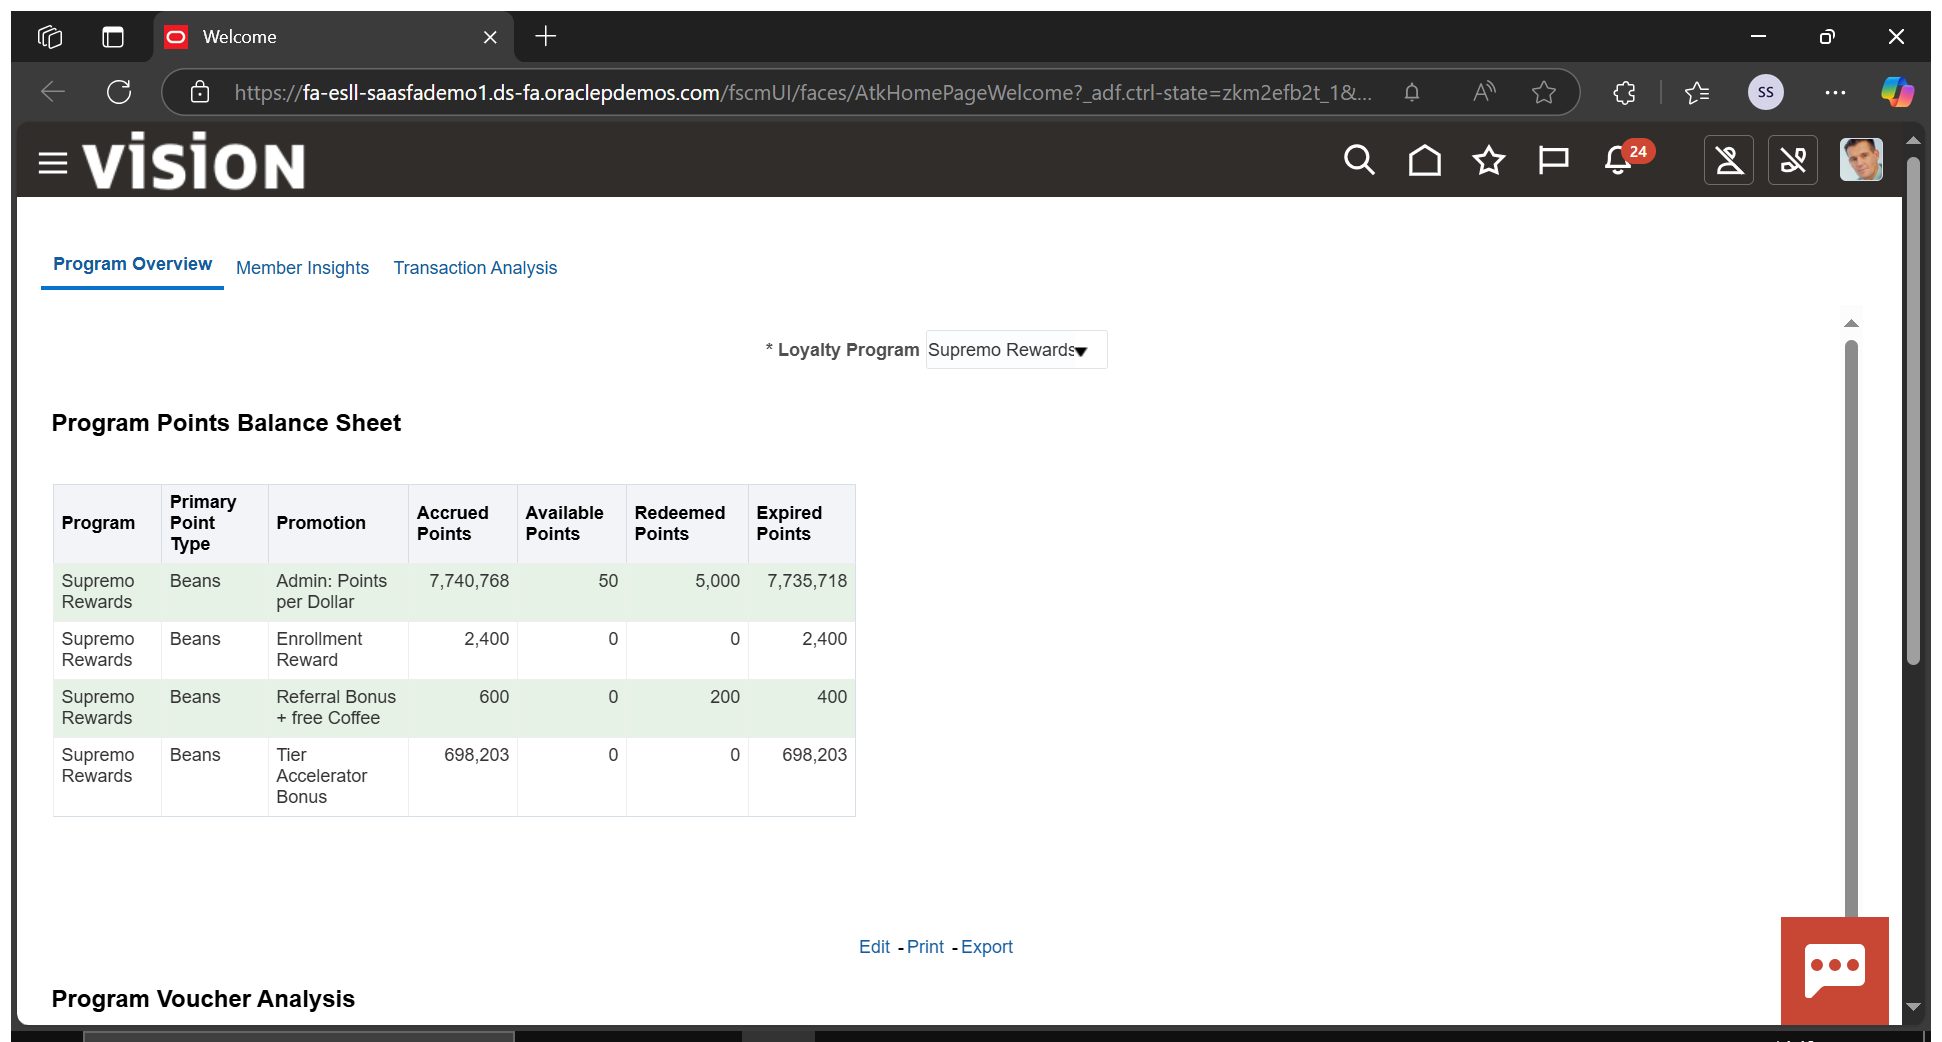 Welcome
https://fa-esll-saasfademo1.ds-fa.oraclepdemos.com/fscmUI/faces/AtkHomePageWelcome?_adf.ctrl-state=zkm2efb2t_1&...
SS
vision
24
Program Overview Member Insights Transaction Analysis
* Loyalty Program Supremo Rewards
Program Points Balance Sheet
Program Primary Point Type Promotion Accrued Points Available Points Redeemed Points Expired Points
Supremo Rewards Beans Admin: Points per Dollar 7,740,768 50 5,000 7,735,718
Supremo Rewards Beans Enrollment Reward 2,400 0 0 2,400
Supremo Rewards Beans Referral Bonus + free Coffee 600 0 200 400
Supremo Rewards Beans Tier Accelerator Bonus 698,203 0 0 698,203
Edit - Print - Export
Program Voucher Analysis